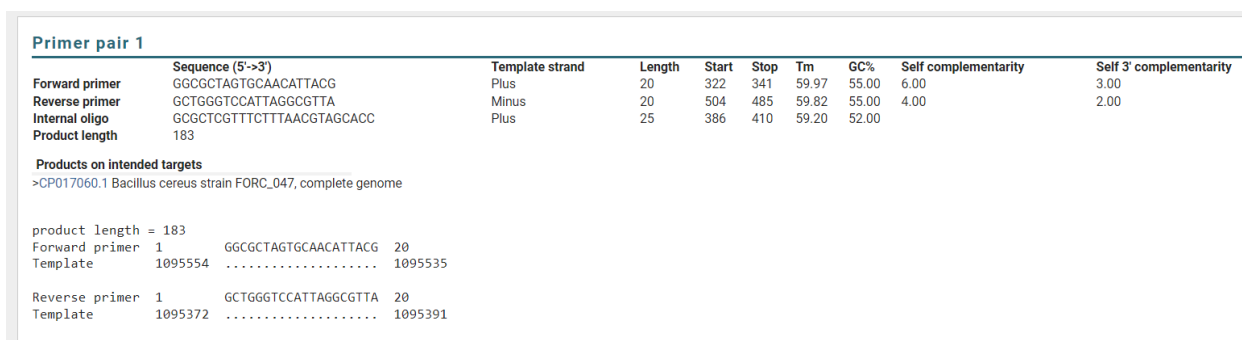 Primer pair 1
Sequence (5'->3') Template strand Length Start Stop Tm GC% Self complementarity Self 3' complementarity
Forward primer GGCGCTAGTGCAACATTACG Plus 20 322 341 59.97 55.00 6.00 3.00
Reverse primer GCTGGGTCCATTAGGCGTTA Minus 20 504 485 59.82 55.00 4.00 2.00
Internal oligo GCGCTCGTTTCTTTAACGTAGCACC Plus 25 386 410 59.20 52.00
Product length 183
Products on intended targets
>CP017060.1 Bacillus cereus strain FORC_047, complete genome
product length = 183
Forward primer 1 GGCGCTAGTGCAACATTACG 20
Template 1095554 .................... 1095535
Reverse primer 1 GCTGGGTCCATTAGGCGTTA 20
Template 1095372 .................... 1095391